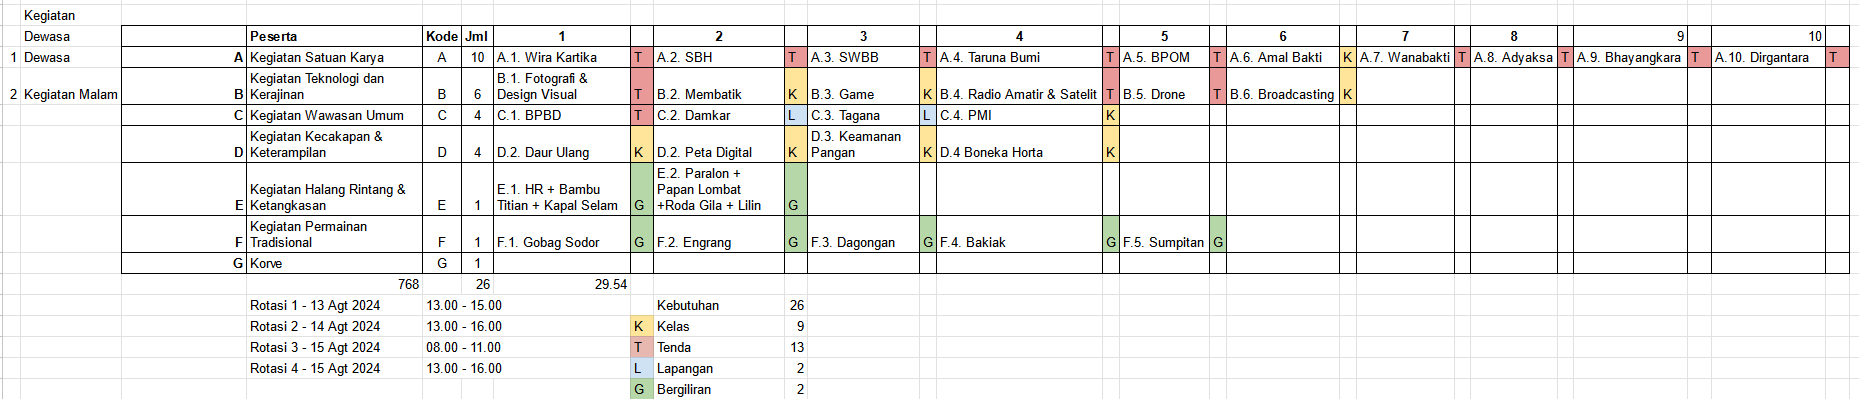 Kegiatan
Dewasa Peserta Kode Jml 1 2 3 4 5 6 7 8 9 10
1 Dewasa A Kegiatan Satuan Karya A 10 A.1. Wira Kartika T A.2. SBH T A.3. SWBB T A.4. Taruna Bumi T A.5. BPOM T A.6. Amal Bakti K A.7. Wanabakti T A.8. Adyaksa T A.9. Bhayangkara T A.10. Dirgantara T
Kegiatan Teknologi dan B.1. Fotografi &
2 Kegiatan Malam B Kerajinan B 6 Design Visual T B.2. Membatik K B.3. Game K B.4. Radio Amatir & Satelit T B.5. Drone T B.6. Broadcasting K
C Kegiatan Wawasan Umum C 4 C.1. BPBD T C.2. Damkar L C.3. Tagana L C.4. PMI K
Kegiatan Kecakapan & D.3. Keamanan
D Keterampilan D 4 D.2. Daur Ulang K D.2. Peta Digital K Pangan K D.4 Boneka Horta K
E.2. Paralon +
Kegiatan Halang Rintang & E.1. HR + Bambu Papan Lombat
E Ketangkasan E 1 Titian + Kapal Selam G +Roda Gila + Lilin G
Kegiatan Permainan
F Tradisional F 1 F.1. Gobag Sodor G F.2. Engrang G F.3. Dagongan G F.4. Bakiak G F.5. Sumpitan G
G Korve G 1
768 26 29.54
Rotasi 1 - 13 Agt 2024 13.00 - 15.00 Kebutuhan 26
Rotasi 2 - 14 Agt 2024 13.00 - 16.00 K Kelas 9
Rotasi 3 - 15 Agt 2024 08.00 - 11.00 T Tenda 13
Rotasi 4 - 15 Agt 2024 13.00 - 16.00 L Lapangan 2
G Bergiliran 2